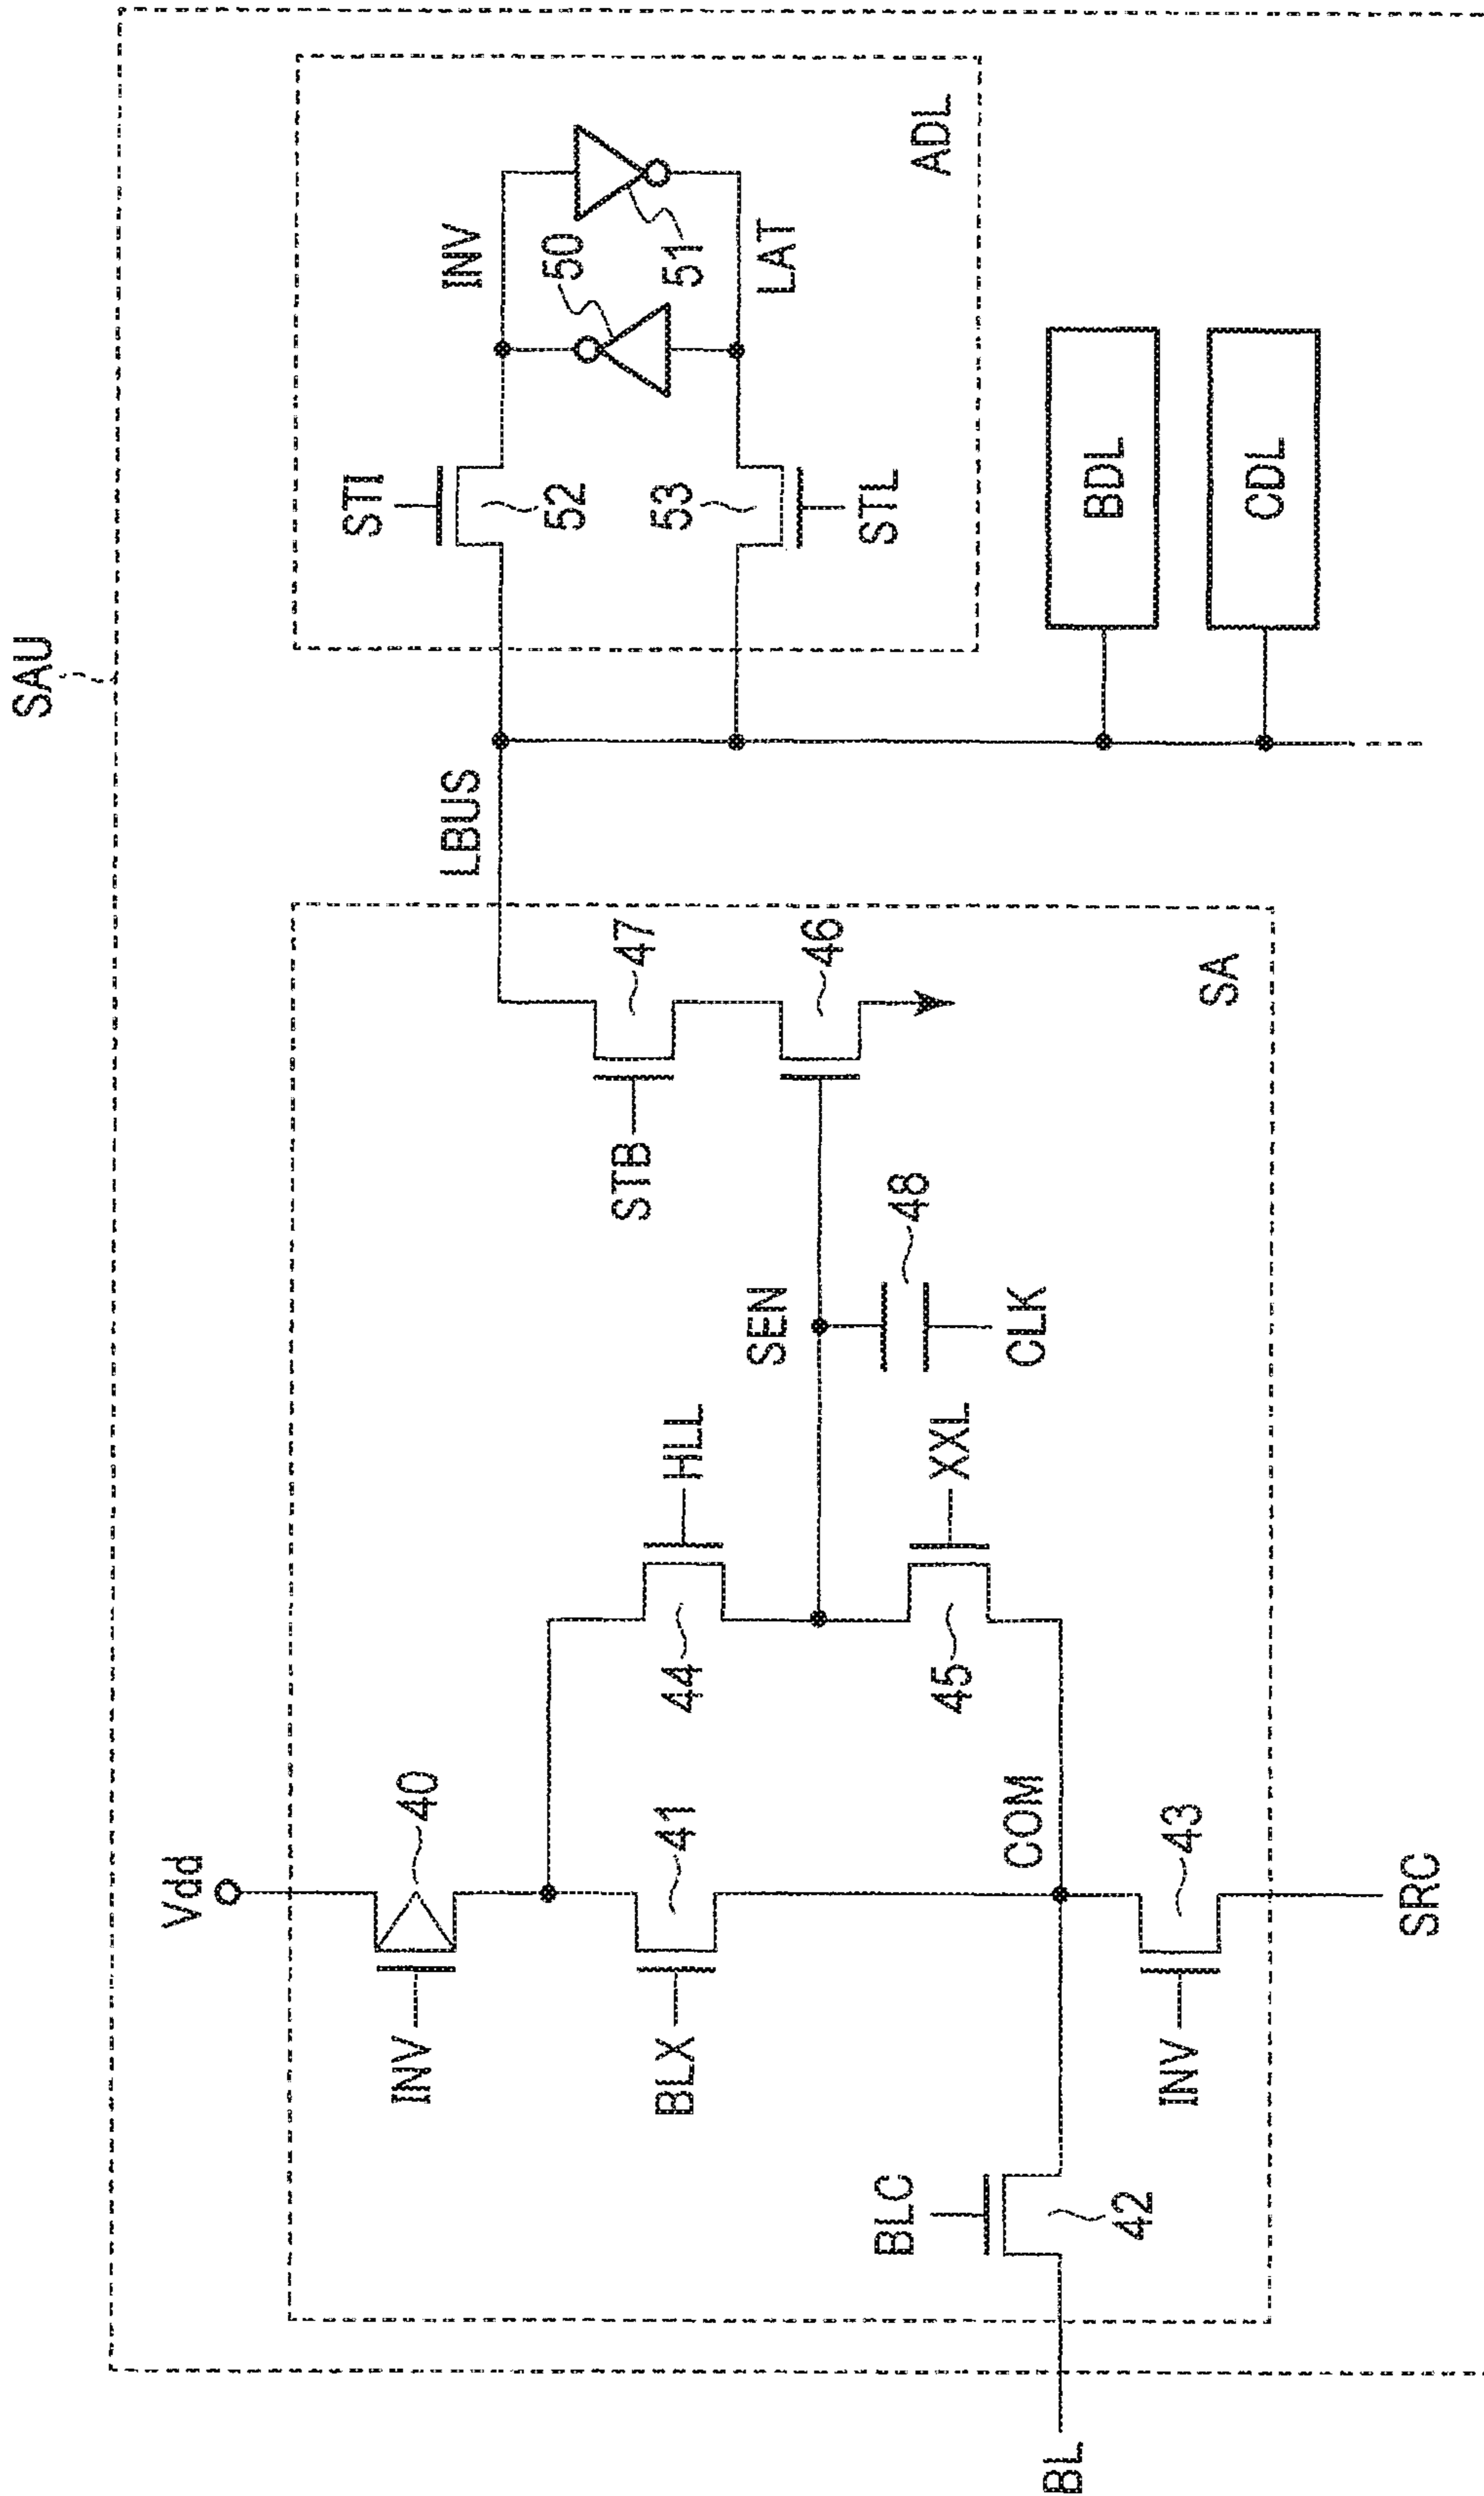 SAU
Vdd
INV
40
BLX
41
HLL
44
XXL
45
COM
BLC
42
BL
INV
43
SRC
SEN
48
CLK
STB
47
46
SA
LBUS
STI
52
INV
50
51
LAT
53
STL
ADL
BDL
CDL